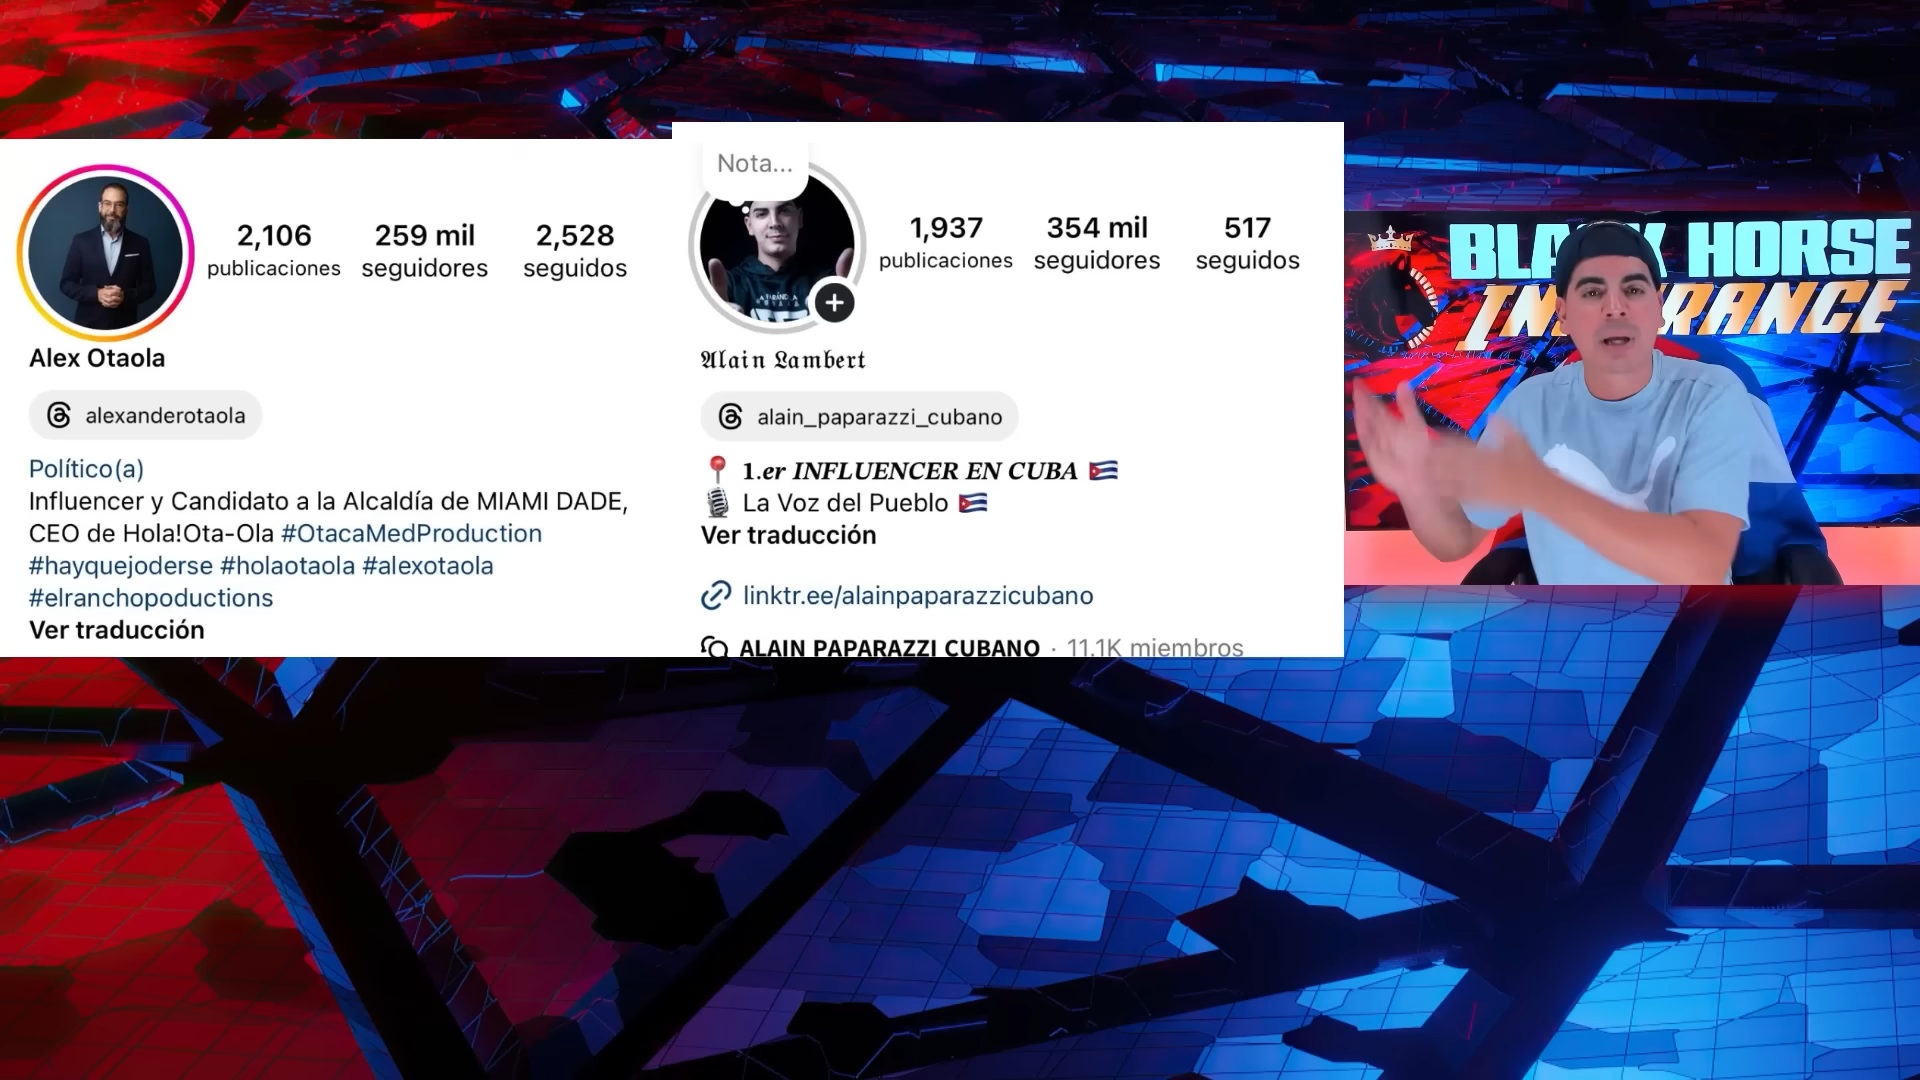 2,106
publicaciones
259 mil
seguidores
2,528
seguidos
Alex Otaola
alexanderotaola
Político(a)
Influencer y Candidato a la Alcaldía de MIAMI DADE,
CEO de Hola!Ota-Ola #OtacaMedProduction
#hayquejoderse #holaotaola #alexotaola
#elranchopoductions
Ver traducción
Nota...
1,937
publicaciones
354 mil
seguidores
517
seguidos
𝕬lain 𝕷ambert
alain_paparazzi_cubano
📍 1.er INFLUENCER EN CUBA 🇨🇺
🎙 La Voz del Pueblo 🇨🇺
Ver traducción
linktr.ee/alainpaparazzicubano
ALAIN PAPARAZZI CUBANO · 11.1K miembros
HORSE